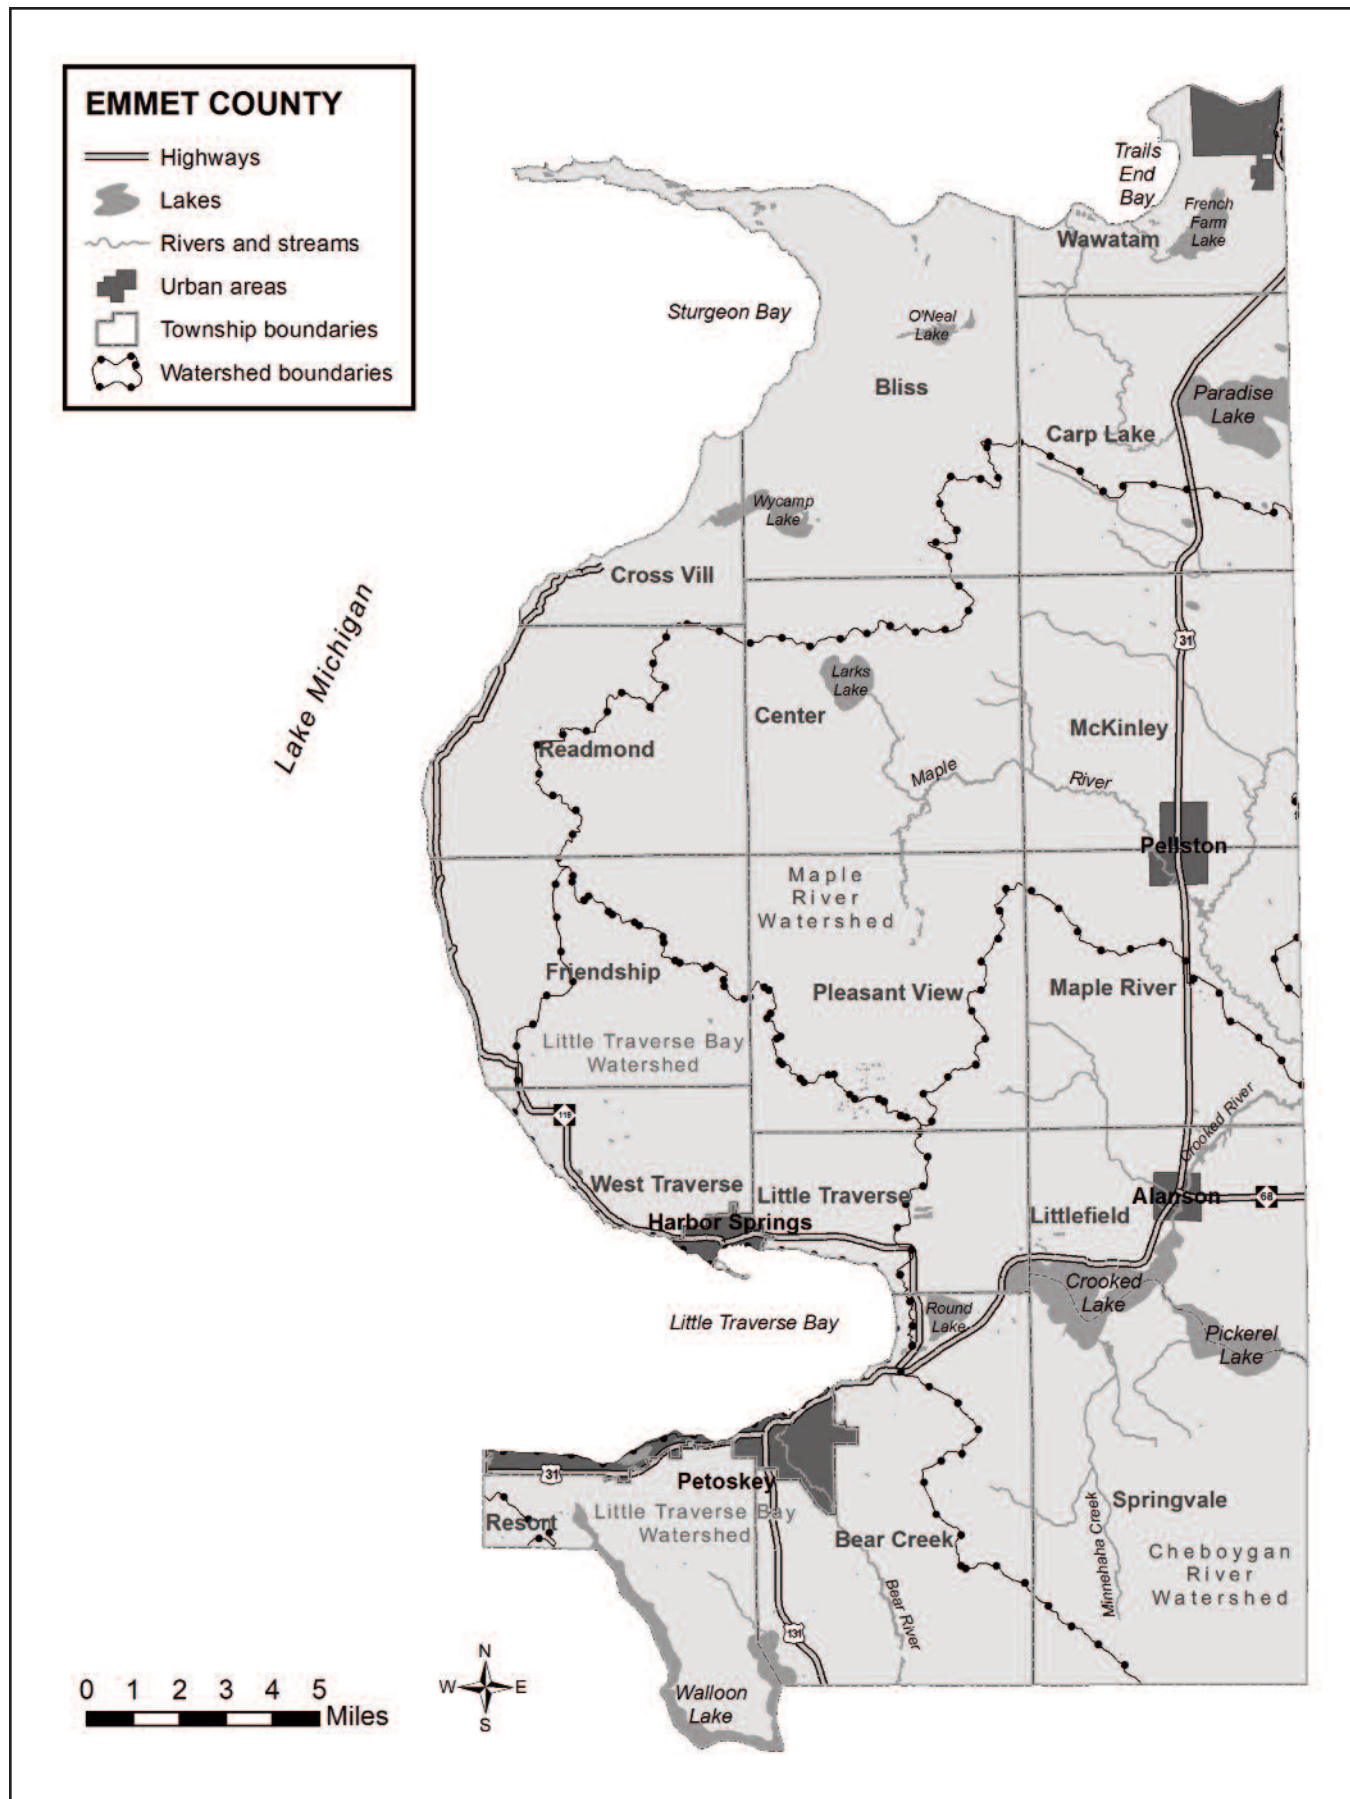 EMMET COUNTY
Highways
Lakes
Rivers and streams
Urban areas
Township boundaries
Watershed boundaries
Trails
End
Bay
French
Farm
Lake
Wawatam
Sturgeon Bay
O'Neal
Lake
Bliss
Paradise
Lake
Carp Lake
Wycamp
Lake
Cross Vill
Lake Michigan
31
Larks
Lake
Center
McKinley
Readmond
Maple
River
Pellston
Maple
River
Watershed
Friendship
Pleasant View
Maple River
Little Traverse Bay
Watershed
119
Crooked River
West Traverse
Little Traverse
Alanson
68
Harbor Springs
Littlefield
Crooked
Lake
Little Traverse Bay
Round
Lake
Pickerel
Lake
31
Petoskey
Resort
Little Traverse Bay
Watershed
Bear Creek
Minnehaha Creek
Springvale
Cheboygan
River
Watershed
Bear River
131
Walloon
Lake
0 1 2 3 4 5
Miles
N
W E
S